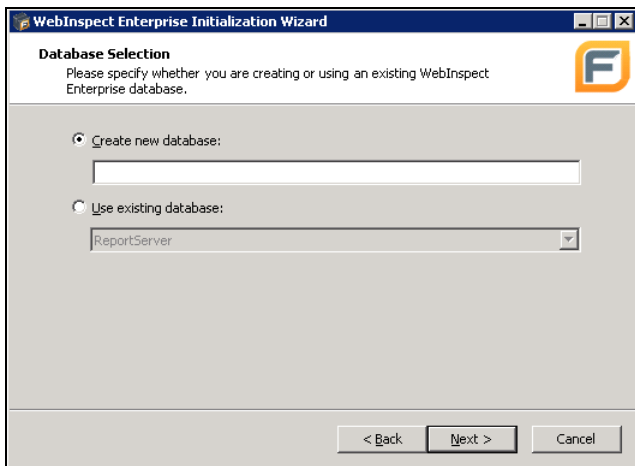 WebInspect Enterprise Initialization Wizard
Database Selection
Please specify whether you are creating or using an existing WebInspect
Enterprise database.
Create new database:
Use existing database:
ReportServer
< Back
Next >
Cancel